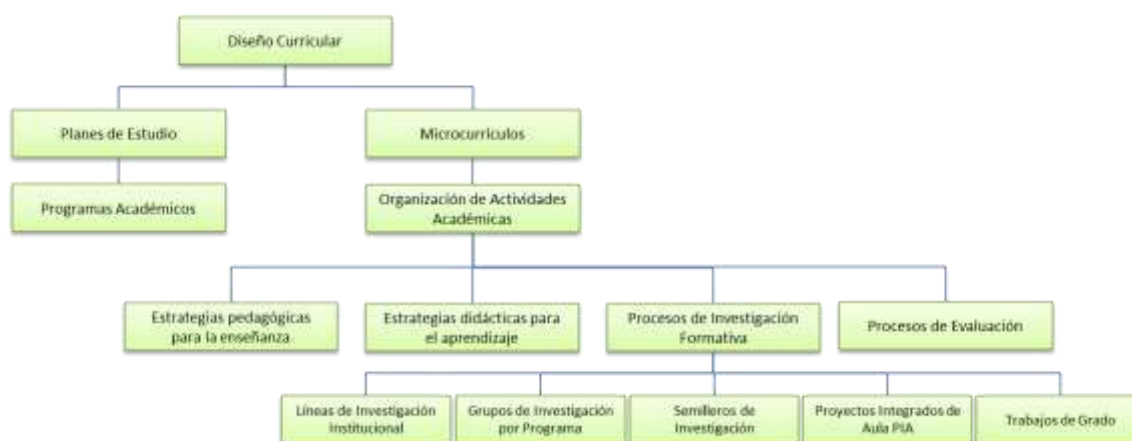 Diseño Curricular
Planes de Estudio
Microcurrículos
Programas Académicos
Organización de Actividades
Académicas
Estrategias pedagógicas
para la enseñanza
Estrategias didácticas para
el aprendizaje
Procesos de Investigación
Formativa
Procesos de Evaluación
Líneas de Investigación
Institucional
Grupos de Investigación
por Programa
Semilleros de
Investigación
Proyectos Integrados de
Aula PIA
Trabajos de Grado